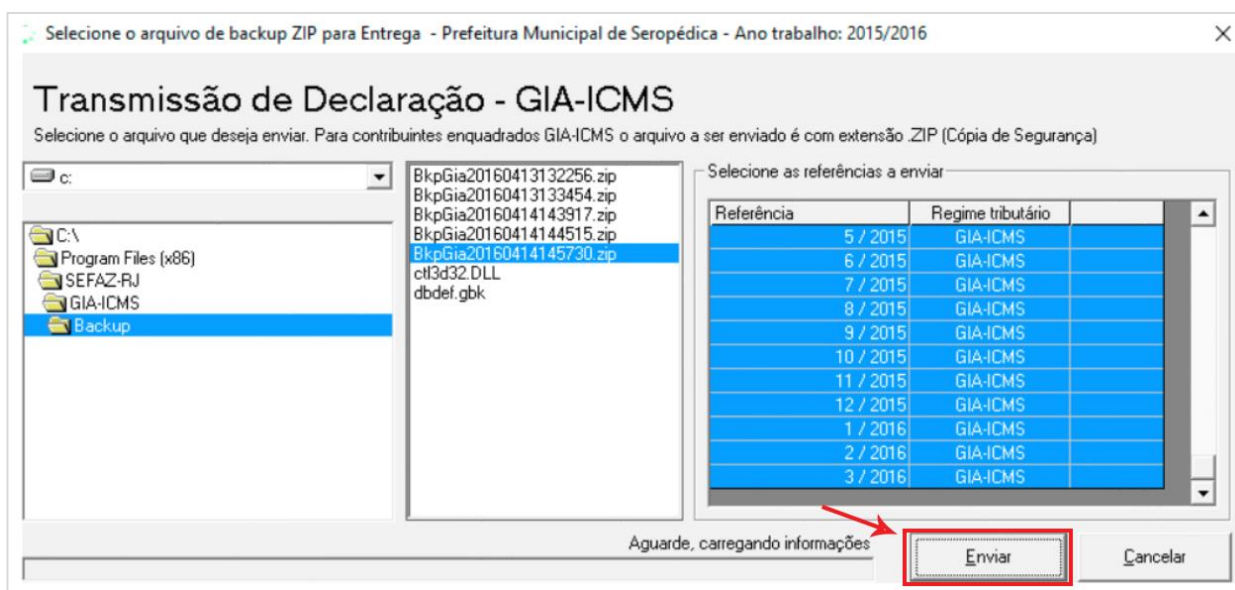 Selecione o arquivo de backup ZIP para Entrega - Prefeitura Municipal de Seropédica - Ano trabalho: 2015/2016
Transmissão de Declaração - GIA-ICMS
Selecione o arquivo que deseja enviar. Para contribuintes enquadrados GIA-ICMS o arquivo a ser enviado é com extensão .ZIP (Cópia de Segurança)
c:
C:\
Program Files (x86)
SEFAZ-RJ
GIA-ICMS
Backup
BkpGia20160413132256.zip
BkpGia20160413133454.zip
BkpGia20160414143917.zip
BkpGia20160414144515.zip
BkpGia20160414145730.zip
ctl3d32.DLL
dbdef.gbk
Selecione as referências a enviar
Referência Regime tributário
5 / 2015 GIA-ICMS
6 / 2015 GIA-ICMS
7 / 2015 GIA-ICMS
8 / 2015 GIA-ICMS
9 / 2015 GIA-ICMS
10 / 2015 GIA-ICMS
11 / 2015 GIA-ICMS
12 / 2015 GIA-ICMS
1 / 2016 GIA-ICMS
2 / 2016 GIA-ICMS
3 / 2016 GIA-ICMS
Aguarde, carregando informações
Enviar Cancelar